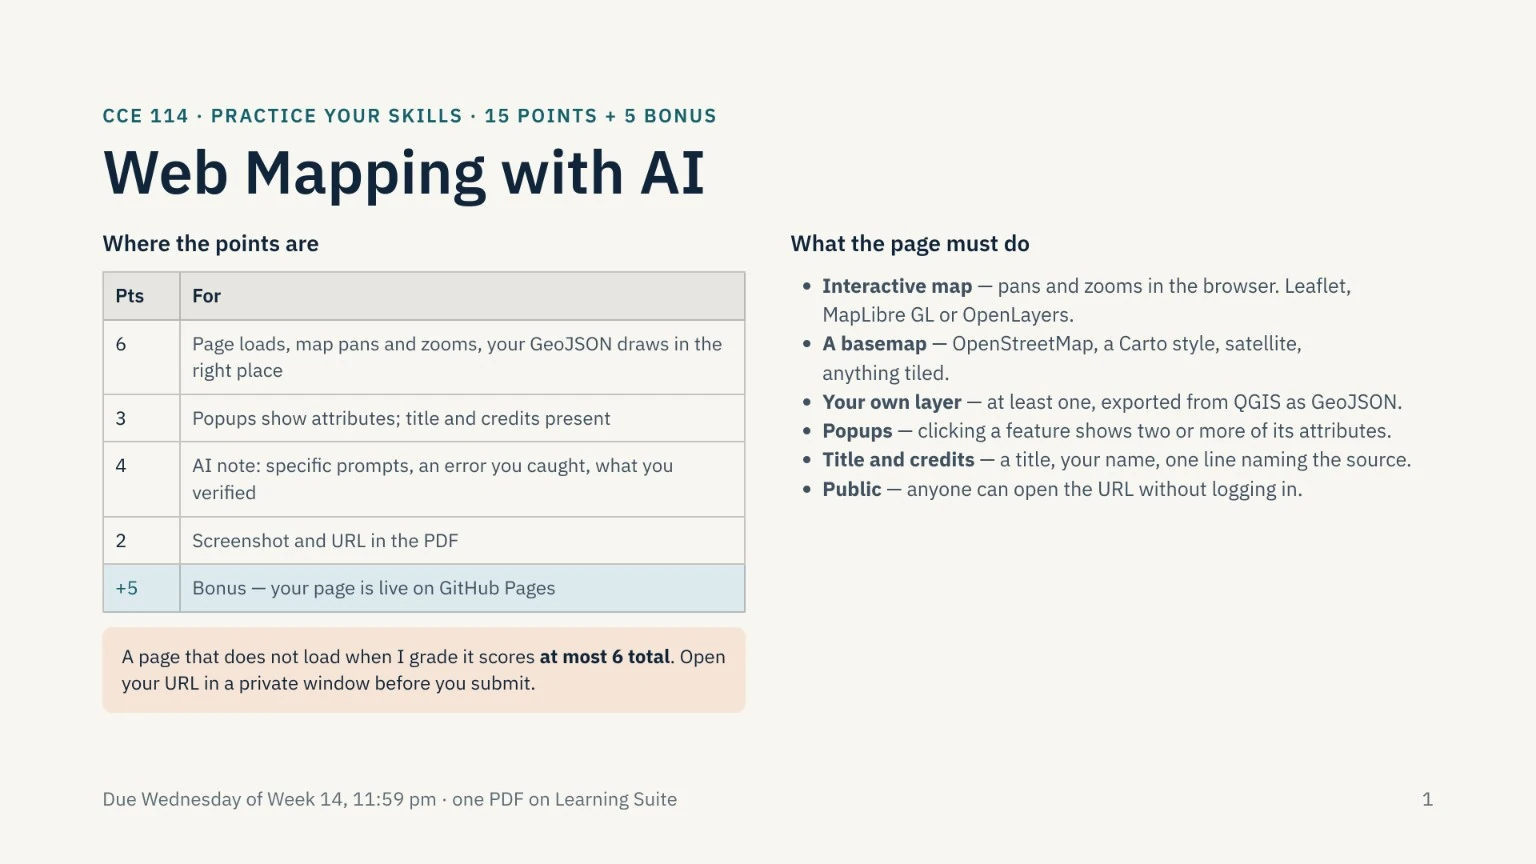 CCE 114 · PRACTICE YOUR SKILLS · 15 POINTS + 5 BONUS
Web Mapping with AI
Where the points are
Pts For
6 Page loads, map pans and zooms, your GeoJSON draws in the
right place
3 Popups show attributes; title and credits present
4 AI note: specific prompts, an error you caught, what you
verified
2 Screenshot and URL in the PDF
+5 Bonus — your page is live on GitHub Pages
A page that does not load when I grade it scores at most 6 total. Open
your URL in a private window before you submit.
What the page must do
• Interactive map — pans and zooms in the browser. Leaflet,
MapLibre GL or OpenLayers.
• A basemap — OpenStreetMap, a Carto style, satellite,
anything tiled.
• Your own layer — at least one, exported from QGIS as GeoJSON.
• Popups — clicking a feature shows two or more of its attributes.
• Title and credits — a title, your name, one line naming the source.
• Public — anyone can open the URL without logging in.
Due Wednesday of Week 14, 11:59 pm · one PDF on Learning Suite
1